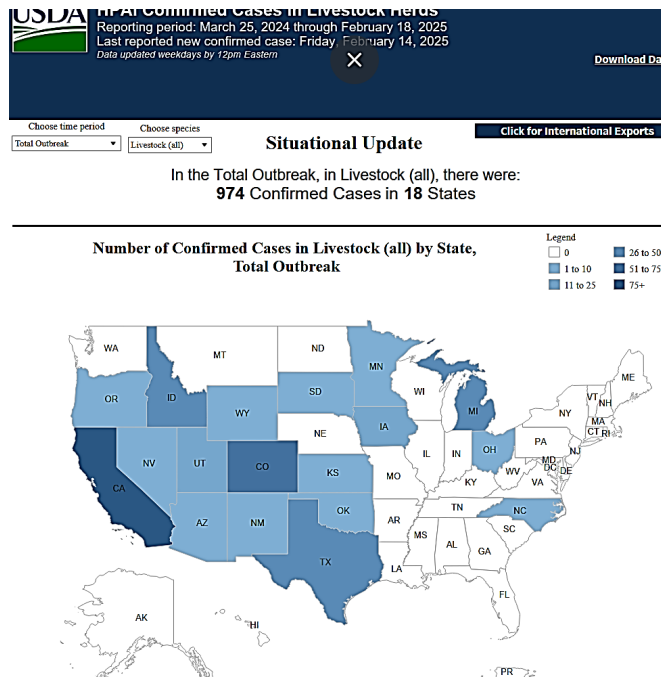 USDA
HPAI Confirmed Cases in Livestock Herds
Reporting period: March 25, 2024 through February 18, 2025
Last reported new confirmed case: Friday, February 14, 2025
Data updated weekdays by 12pm Eastern
Download Da
Choose time period
Choose species
Total Outbreak
Livestock (all)
Situational Update
Click for International Exports
In the Total Outbreak, in Livestock (all), there were:
974 Confirmed Cases in 18 States
Number of Confirmed Cases in Livestock (all) by State,
Total Outbreak
Legend
0
1 to 10
11 to 25
26 to 50
51 to 75
75+
WA
MT
ND
MN
ME
OR
ID
WY
SD
WI
MI
VT
NH
NY
MA
CT
RI
NV
UT
CO
NE
IA
IL
IN
OH
PA
NJ
MD
DC
DE
WV
VA
CA
KS
MO
KY
AZ
NM
OK
AR
TN
NC
SC
TX
LA
MS
AL
GA
FL
AK
HI
PR